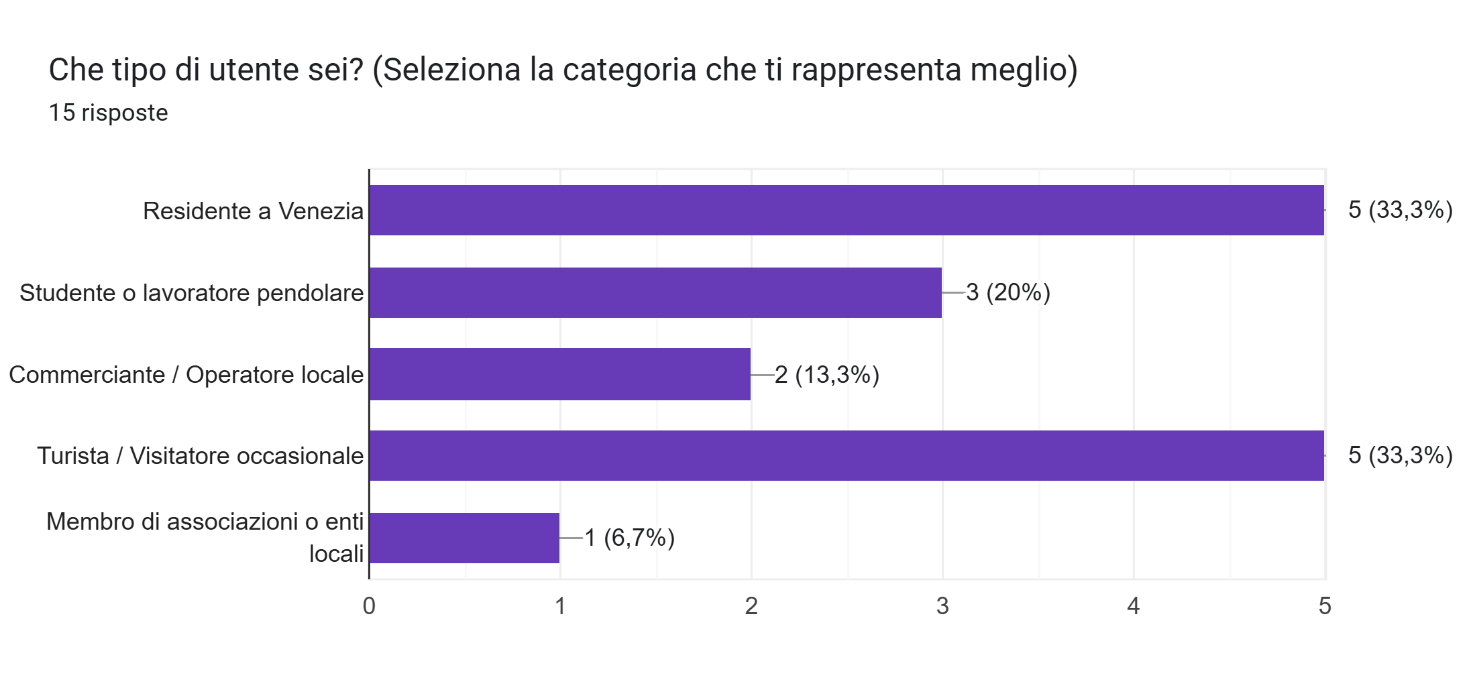 Che tipo di utente sei? (Seleziona la categoria che ti rappresenta meglio)
15 risposte
Residente a Venezia
5 (33,3%)
Studente o lavoratore pendolare
3 (20%)
Commerciante / Operatore locale
2 (13,3%)
Turista / Visitatore occasionale
5 (33,3%)
Membro di associazioni o enti
locali
1 (6,7%)
0 1 2 3 4 5